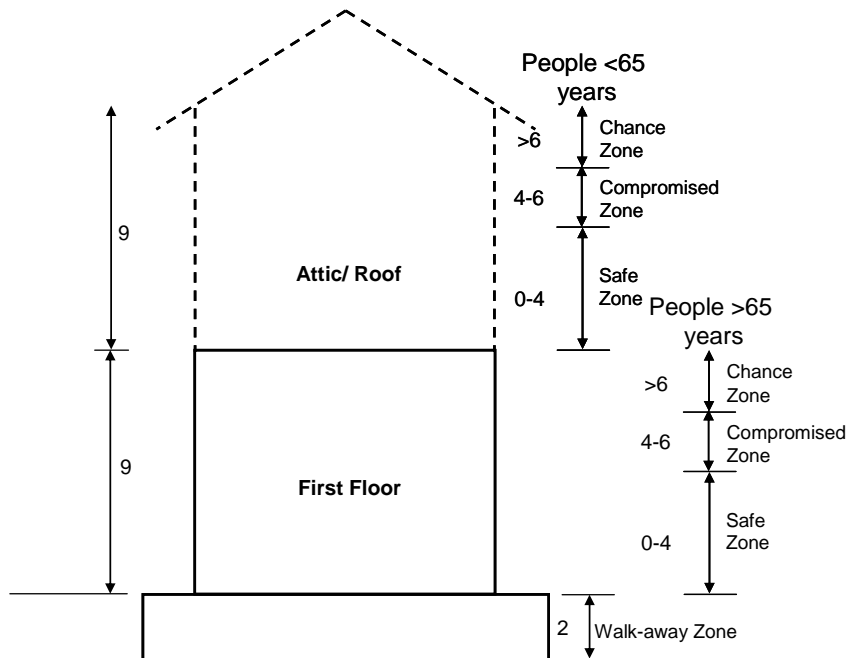 People <65
years
>6
Chance
Zone
4-6
Compromised
Zone
9
Attic/ Roof
0-4
Safe
Zone
People >65
years
>6
Chance
Zone
4-6
Compromised
Zone
9
First Floor
0-4
Safe
Zone
2
Walk-away Zone